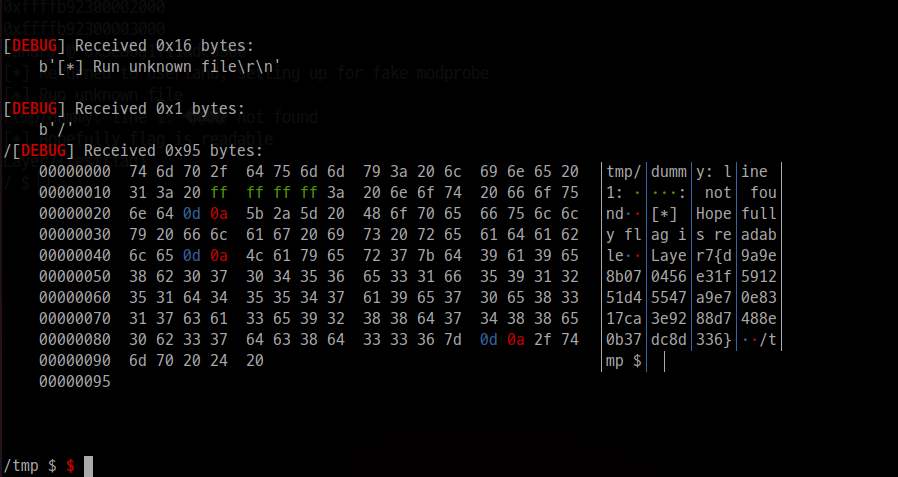 0xffffb92300002000
0xffffb92300003000
[DEBUG] Received 0x16 bytes:
b'[*] Run unknown file\r\n'
[DEBUG] Received 0x1 bytes:
b'/'
/[DEBUG] Received 0x95 bytes:
00000000  74 6d 70 2f  64 75 6d 6d  79 3a 20 6c  69 6e 65 20  │tmp/│dumm│y: l│ine │
00000010  31 3a 20 ff  ff ff ff 3a  20 6e 6f 74  20 66 6f 75  │1: ·│···:│ not│ fou│
00000020  6e 64 0d 0a  5b 2a 5d 20  48 6f 70 65  66 75 6c 6c  │nd··│[*] │Hope│full│
00000030  79 20 66 6c  61 67 20 69  73 20 72 65  61 64 61 62  │y fl│ag i│s re│adab│
00000040  6c 65 0d 0a  4c 61 79 65  72 37 7b 64  39 61 39 65  │le··│Laye│r7{d│9a9e│
00000050  38 62 30 37  30 34 35 36  65 33 31 66  35 39 31 32  │8b07│0456│e31f│5912│
00000060  35 31 64 34  35 35 34 37  61 39 65 37  30 65 38 33  │51d4│5547│a9e7│0e83│
00000070  31 37 63 61  33 65 39 32  38 38 64 37  34 38 38 65  │17ca│3e92│88d7│488e│
00000080  30 62 33 37  64 63 38 64  33 33 36 7d  0d 0a 2f 74  │0b37│dc8d│336}│··/t│
00000090  6d 70 20 24  20  │mp $│ │
00000095
/tmp $ $